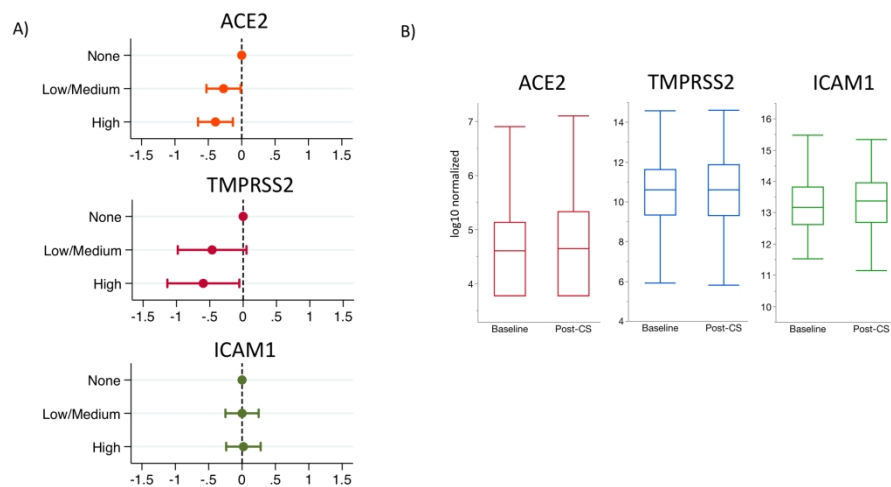 A)
ACE2
None
Low/Medium
High
-1.5 -1 -.5 0 .5 1 1.5
TMPRSS2
None
Low/Medium
High
-1.5 -1 -.5 0 .5 1 1.5
ICAM1
None
Low/Medium
High
-1.5 -1 -.5 0 .5 1 1.5
B)
log10 normalized
ACE2
7
6
5
4
Baseline Post-CS
TMPRSS2
14
12
10
8
6
4
Baseline Post-CS
ICAM1
16
15
14
13
12
11
10
Baseline Post-CS